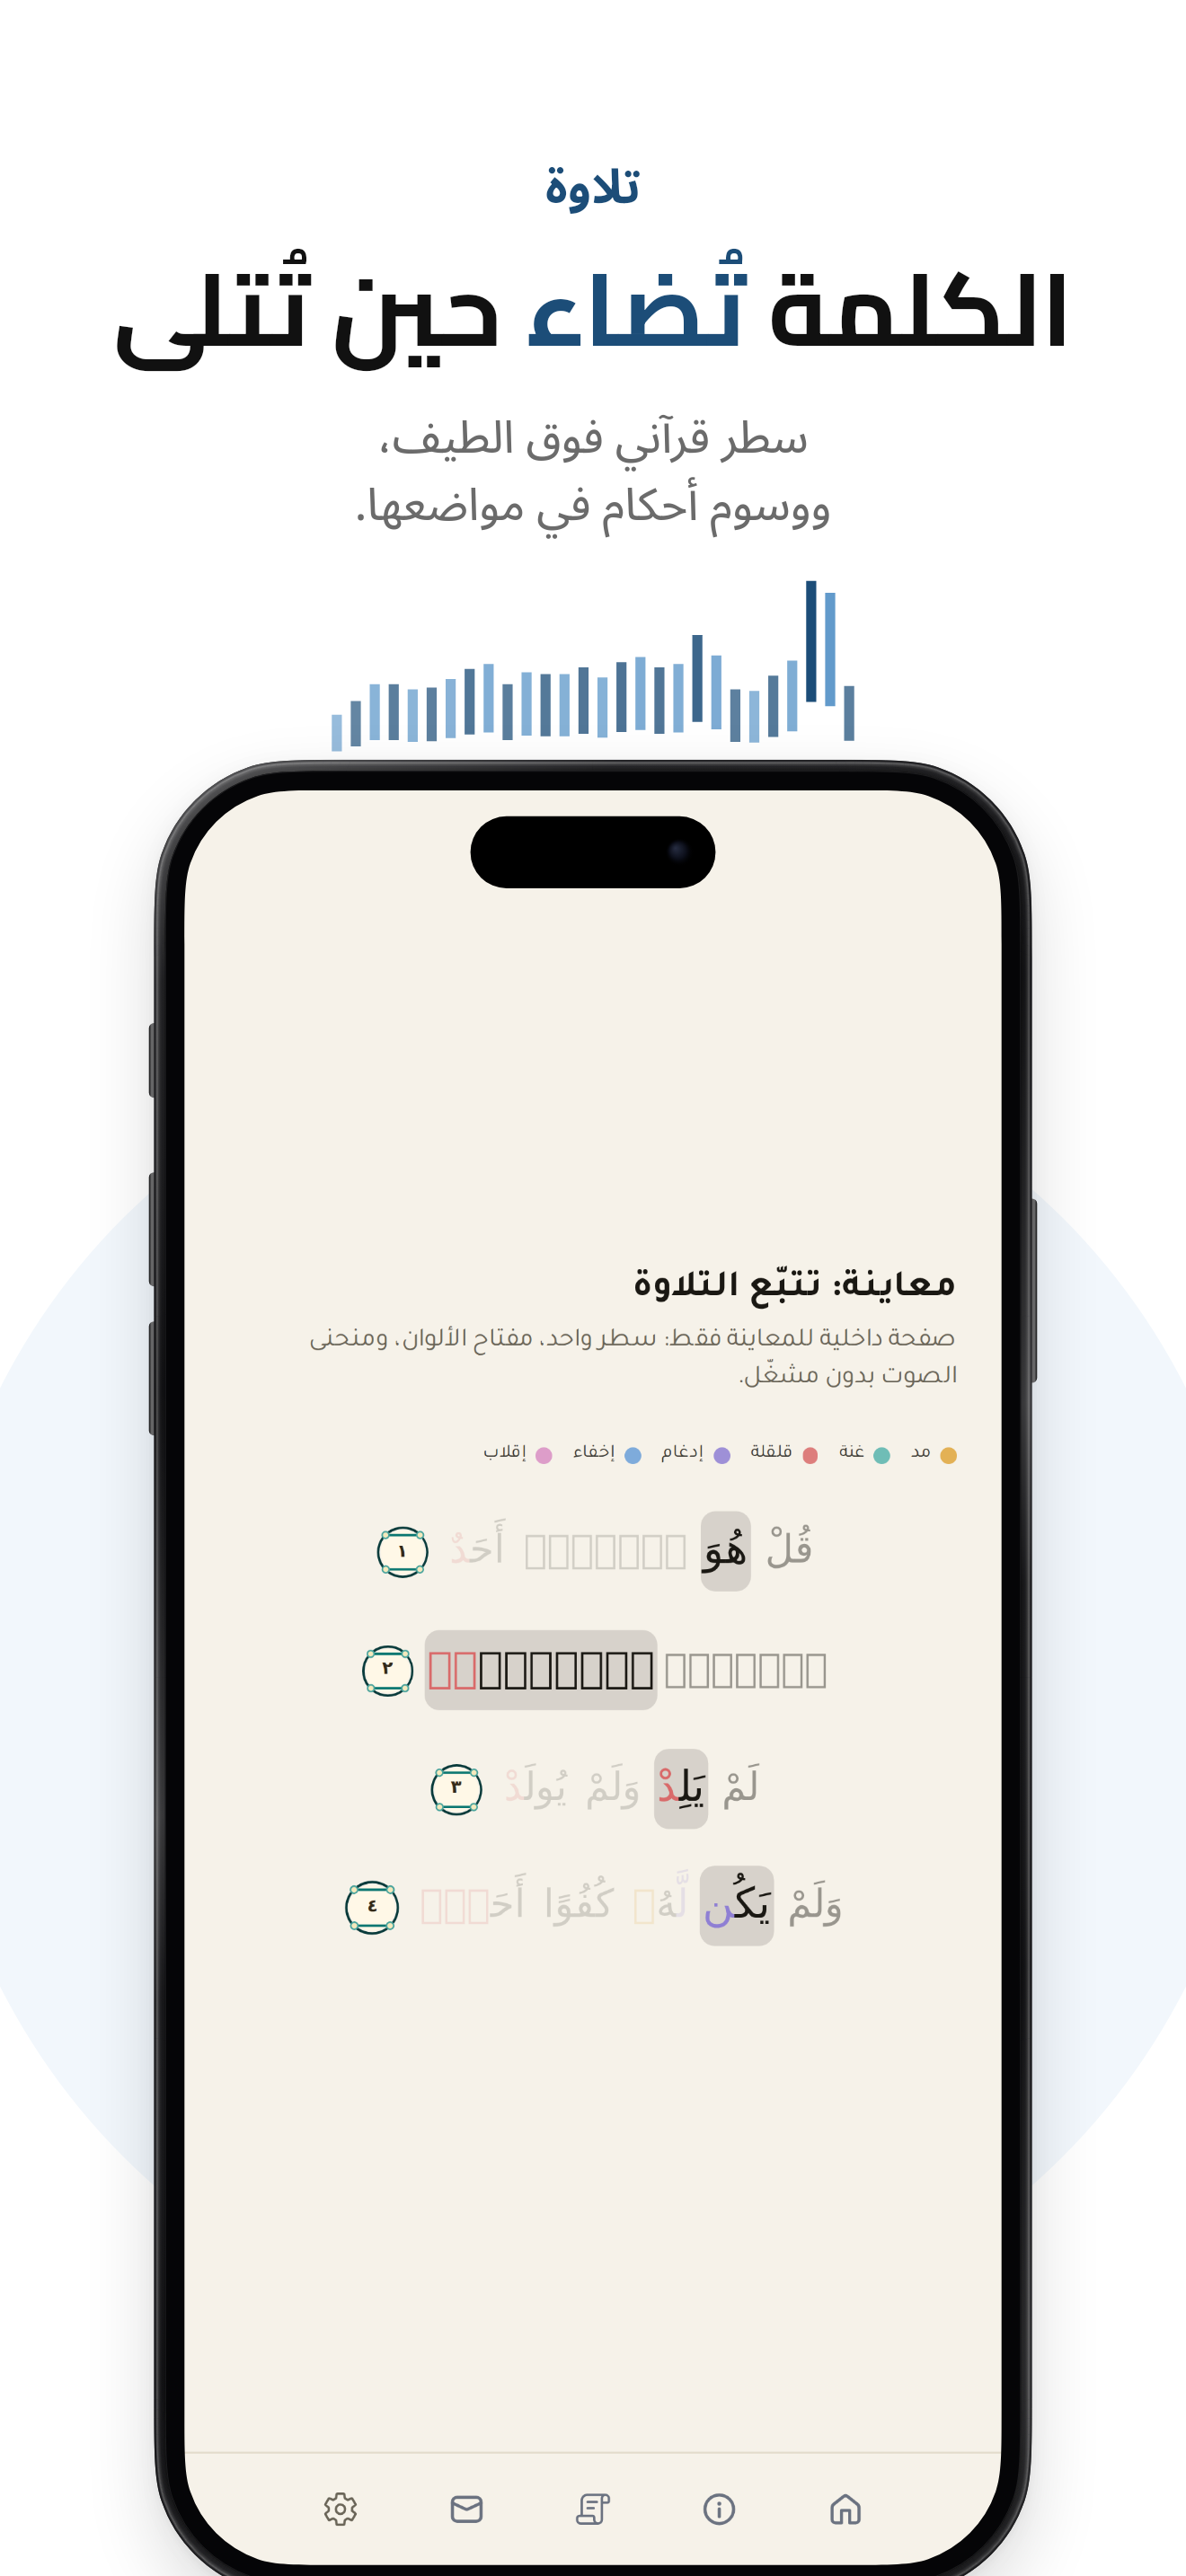 تلاوة
الكلمة تُضاء حين تُتلى
سطر قرآني فوق الطيف،
ووسوم أحكام في مواضعها.
معاينة: تتبّع التلاوة
صفحة داخلية للمعاينة فقط: سطر واحد، مفتاح الألوان، ومنحنى
الصوت بدون مشغّل.
مد غنة قلقلة إدغام إخفاء إقلاب
قُلْ هُوَ أَحَدٌ ١
٢
لَمْ يَلِدْ وَلَمْ يُولَدْ ٣
وَلَمْ يَكُن لَّهُ كُفُوًا أَحَ ٤